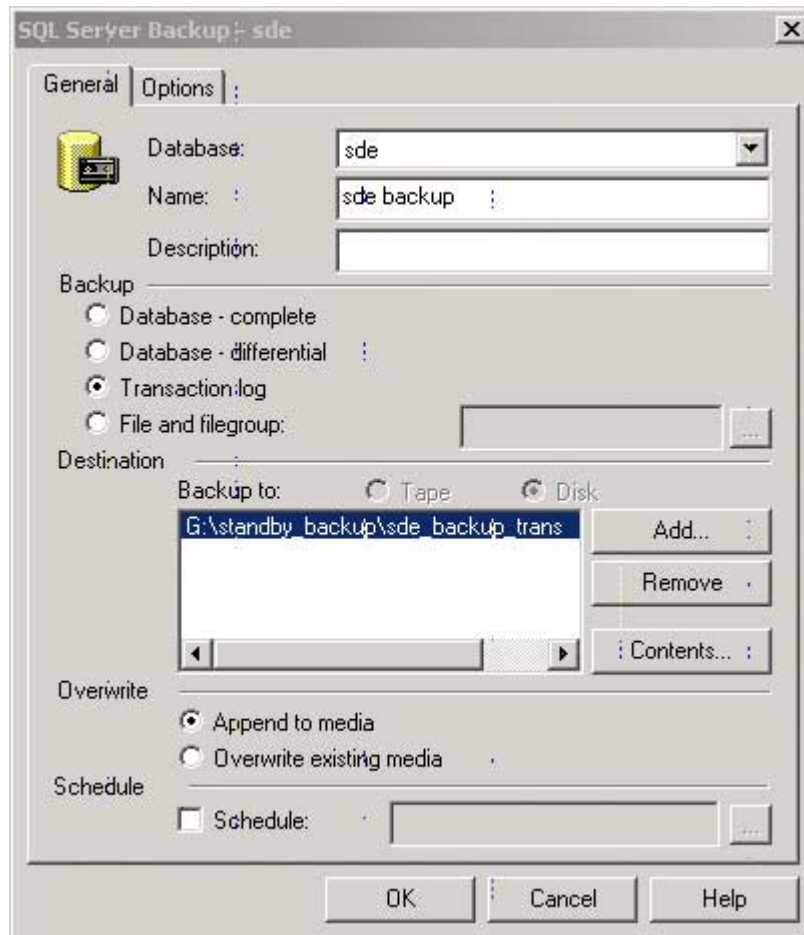 SQL Server Backup - sde
General Options
Database: sde
Name: sde backup
Description:
Backup
Database - complete
Database - differential
Transaction log
File and filegroup: ...
Destination
Backup to: Tape Disk
G:\standby_backup\sde_backup_trans Add...
Remove
Contents...
Overwrite
Append to media
Overwrite existing media
Schedule
Schedule: ...
OK Cancel Help